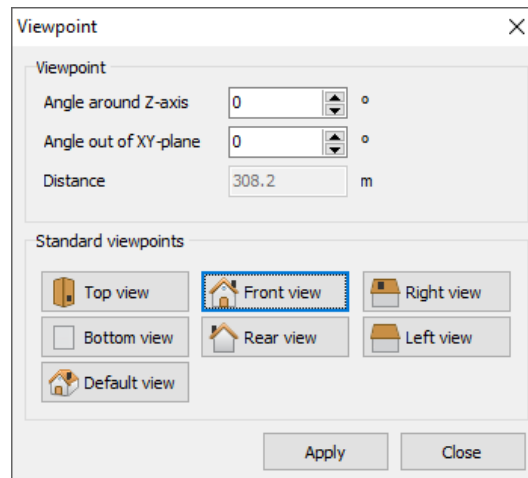 Viewpoint
Viewpoint
Angle around Z-axis 0 °
Angle out of XY-plane 0 °
Distance 308.2 m
Standard viewpoints
Top view Front view Right view
Bottom view Rear view Left view
Default view
Apply Close